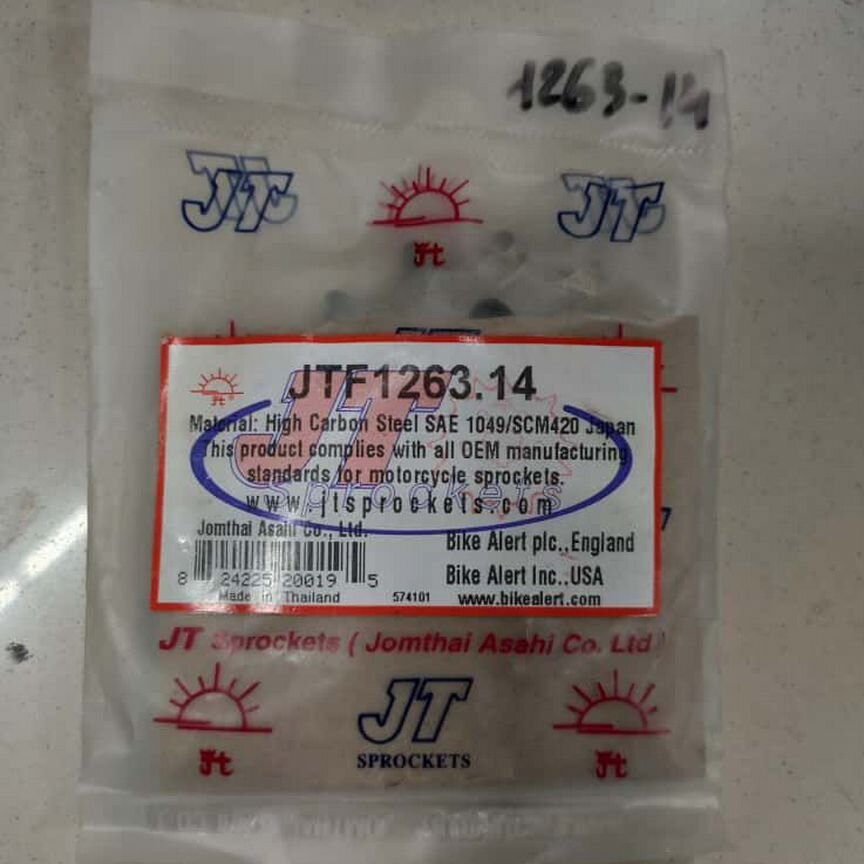 1263-14
JTC
JTC
Jt
JTF1263.14
Jt
Material: High Carbon Steel SAE 1049/SCM420 Japan
This product complies with all OEM manufacturing
standards for motorcycle sprockets.
www.jtsprockets.com
JT
Sprockets
Jomthai Asahi Co., Ltd.
Bike Alert plc.,England
8 24225 20019 5
Bike Alert Inc.:USA
Made in Thailand
574101
www.bikealert.com
JT Sprockets ( Jomthai Asahi Co. Ltd )
Jt
JT
SPROCKETS
Jt